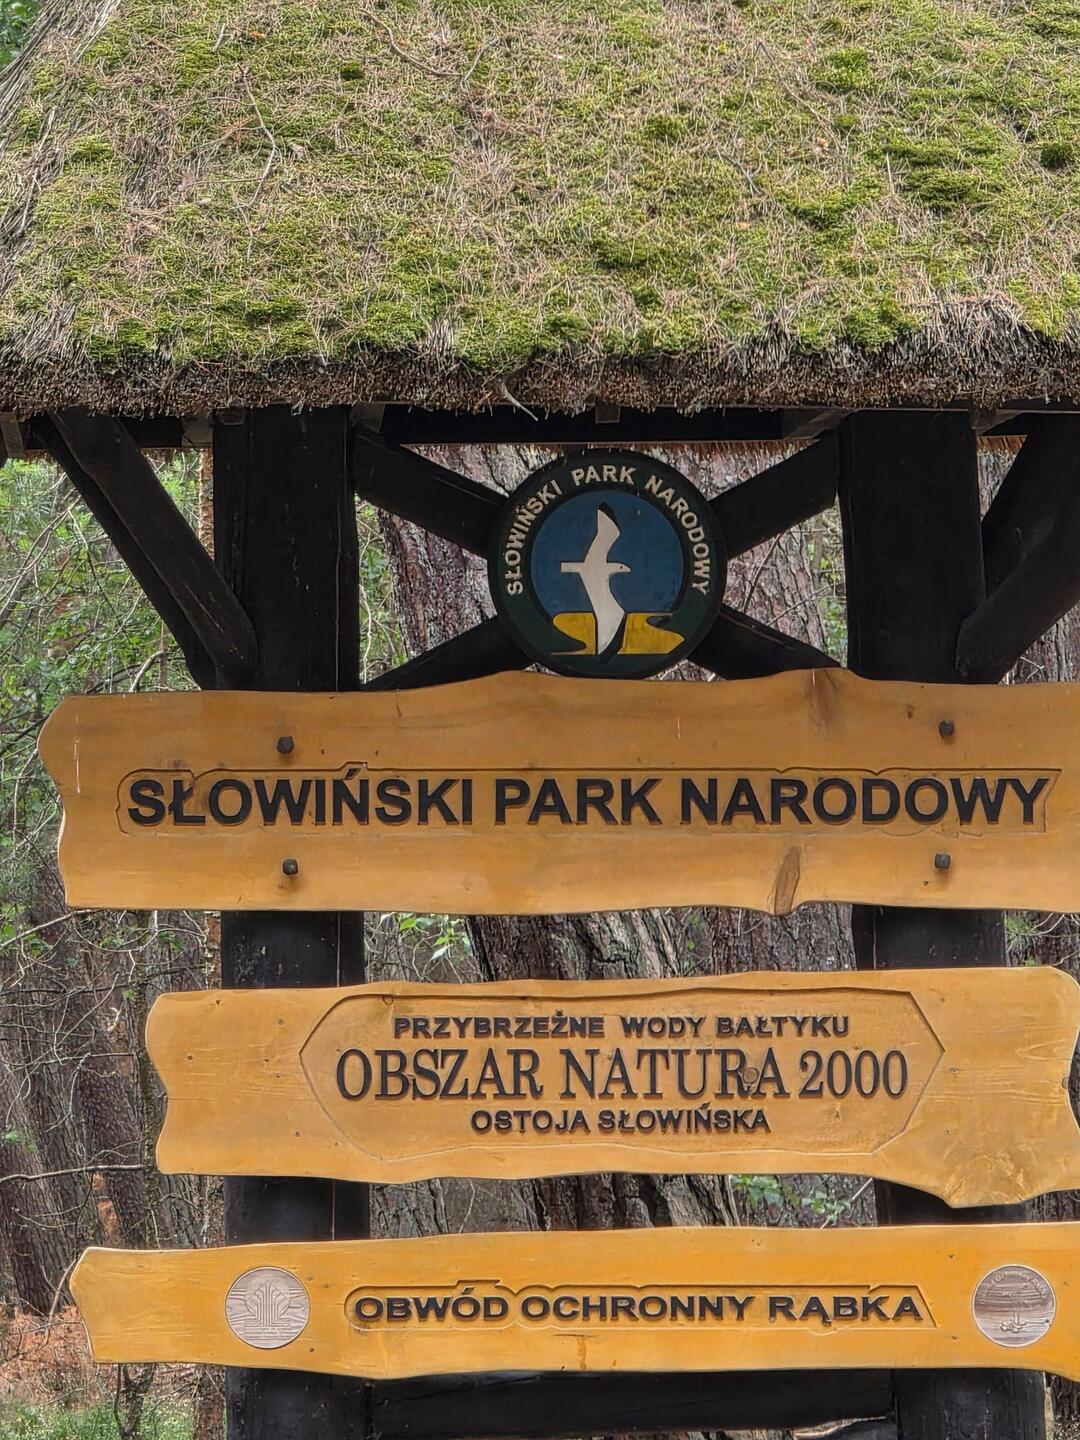 SŁOWIŃSKI PARK NARODOWY
SŁOWIŃSKI PARK NARODOWY
PRZYBRZEŻNE WODY BAŁTYKU
OBSZAR NATURA 2000
OSTOJA SŁOWIŃSKA
OBWÓD OCHRONNY RĄBKA